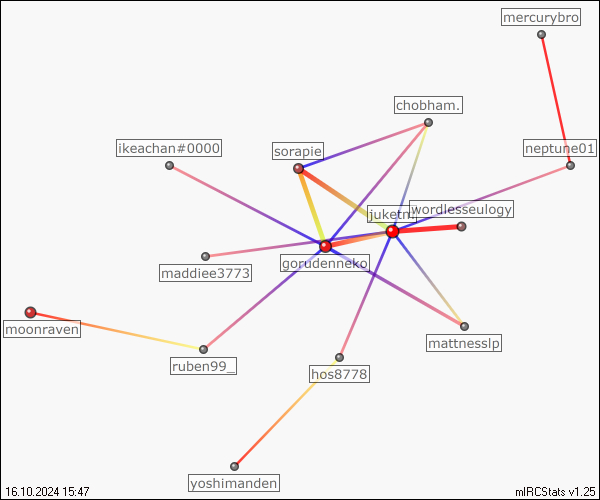 mercurybro
chobham.
ikeachan#0000
sorapie
neptune01
wordlesseulogy
gorudenneko
maddiee3773
moonraven
mattnesslp
ruben99_
hos8778
yoshimanden
16.10.2024 15:47
mIRCStats v1.25